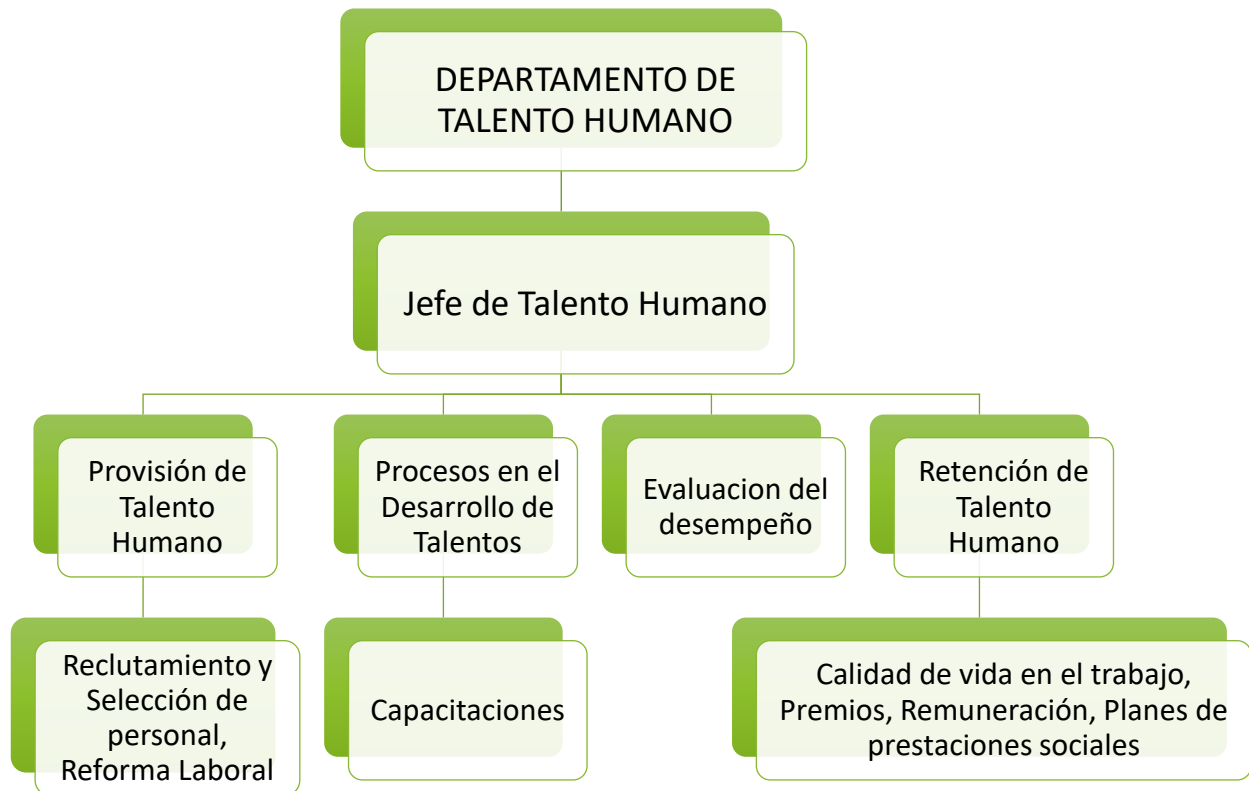 DEPARTAMENTO DE
TALENTO HUMANO
Jefe de Talento Humano
Provisión de
Talento
Humano
Procesos en el
Desarrollo de
Talentos
Evaluacion del
desempeño
Retención de
Talento
Humano
Reclutamiento y
Selección de
personal,
Reforma Laboral
Capacitaciones
Calidad de vida en el trabajo,
Premios, Remuneración, Planes de
prestaciones sociales